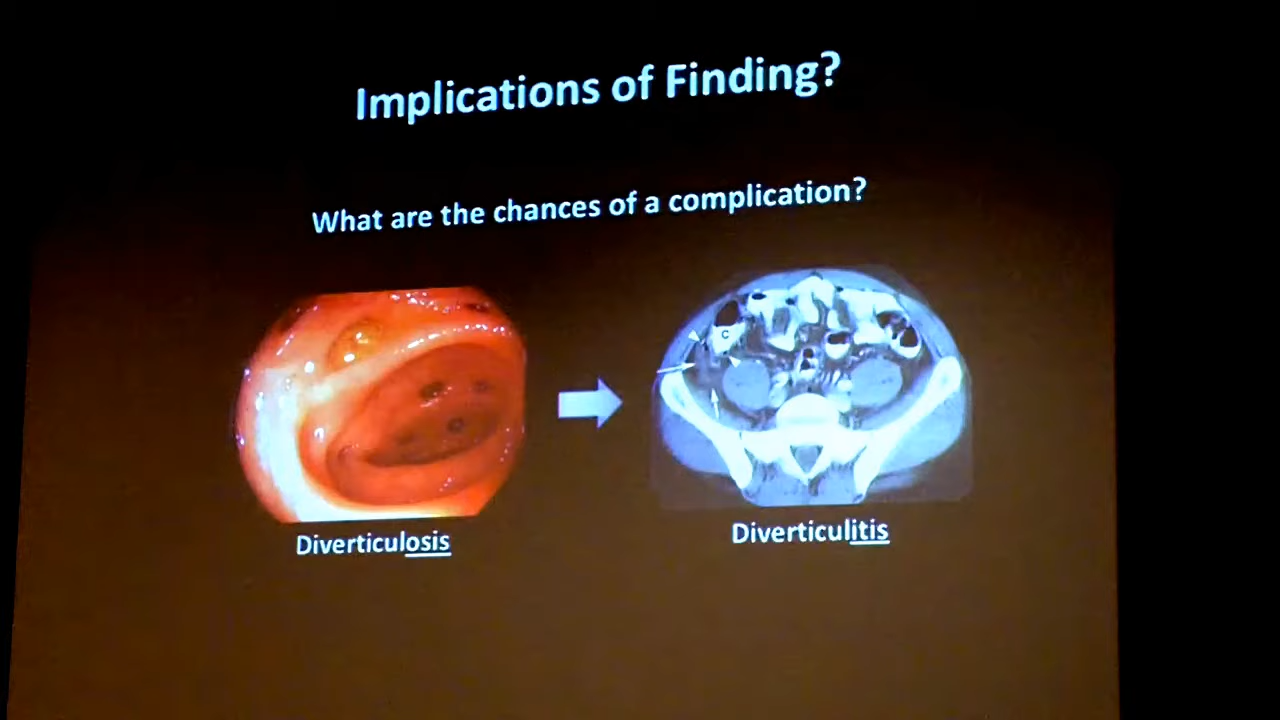 Implications of Finding?
What are the chances of a complication?
C
Diverticulosis
Diverticulitis